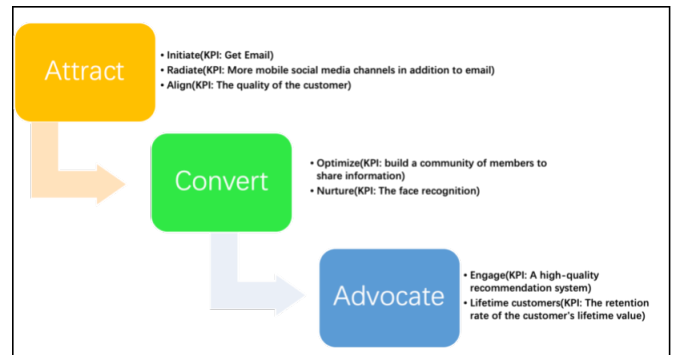 Attract
• Initiate(KPI: Get Email)
• Radiate(KPI: More mobile social media channels in addition to email)
• Align(KPI: The quality of the customer)
Convert
• Optimize(KPI: build a community of members to
share information)
• Nurture(KPI: The face recognition)
Advocate
• Engage(KPI: A high-quality
recommendation system)
• Lifetime customers(KPI: The retention
rate of the customer's lifetime value)